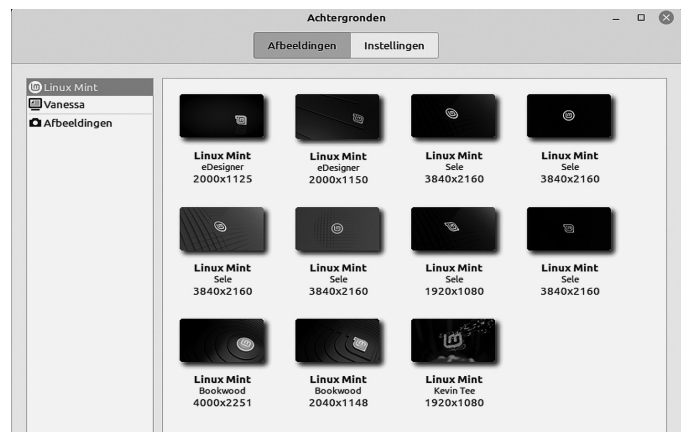 Achtergronden
Afbeeldingen Instellingen
Linux Mint
Vanessa
Afbeeldingen
Linux Mint
eDesigner
2000x1125
Linux Mint
eDesigner
2000x1150
Linux Mint
Sele
3840x2160
Linux Mint
Sele
3840x2160
Linux Mint
Sele
3840x2160
Linux Mint
Sele
3840x2160
Linux Mint
Sele
1920x1080
Linux Mint
Sele
3840x2160
Linux Mint
Bookwood
4000x2251
Linux Mint
Bookwood
2040x1148
Linux Mint
Kevin Tee
1920x1080